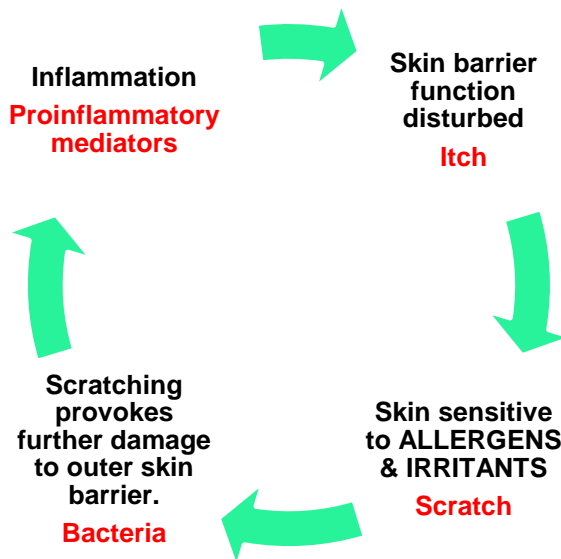 Inflammation
Proinflammatory
mediators
Skin barrier
function
disturbed
Itch
Skin sensitive
to ALLERGENS
& IRRITANTS
Scratch
Scratching
provokes
further damage
to outer skin
barrier.
Bacteria